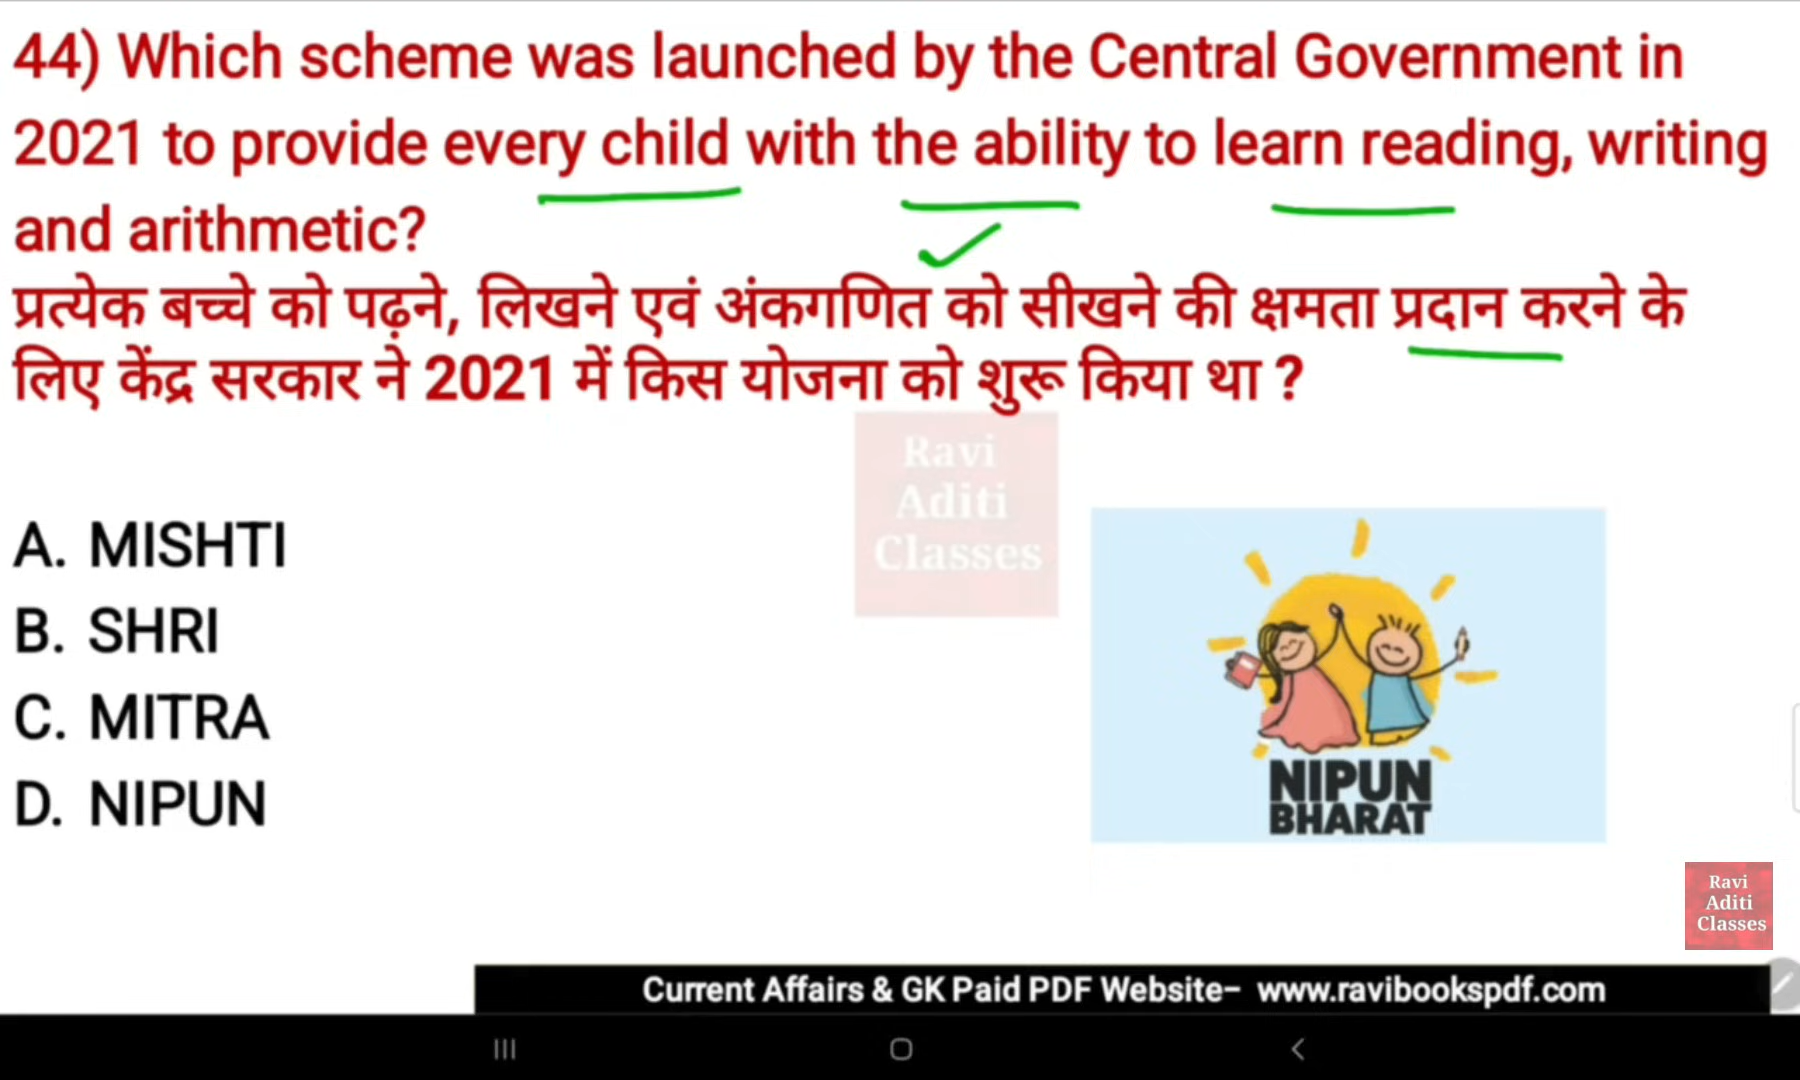 44) Which scheme was launched by the Central Government in
2021 to provide every child with the ability to learn reading, writing
and arithmetic?
प्रत्येक बच्चे को पढ़ने, लिखने एवं अंकगणित को सीखने की क्षमता प्रदान करने के
लिए केंद्र सरकार ने 2021 में किस योजना को शुरू किया था ?
Ravi
Aditi
Classes
A. MISHTI
B. SHRI
C. MITRA
D. NIPUN
NIPUN
BHARAT
Ravi
Aditi
Classes
Current Affairs & GK Paid PDF Website– www.ravibookspdf.com